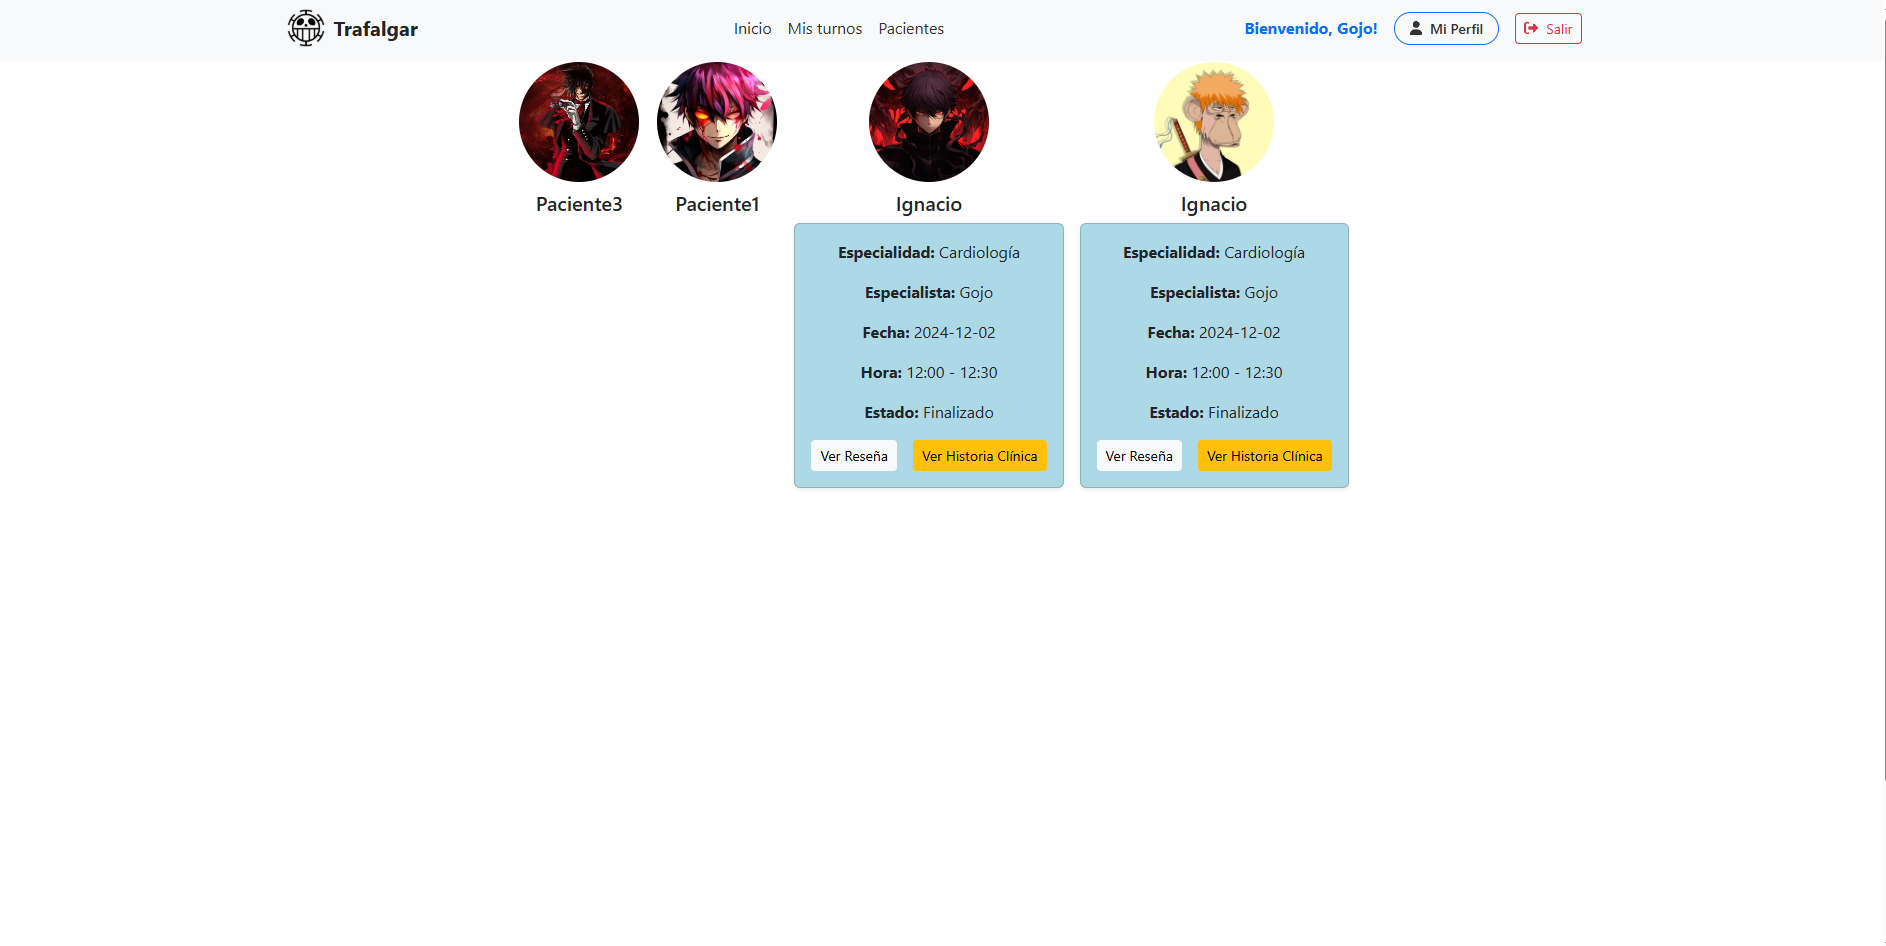 Trafalgar Inicio Mis turnos Pacientes Bienvenido, Gojo! Mi Perfil Salir
Paciente3 Paciente1 Ignacio Ignacio
Especialidad: Cardiología
Especialista: Gojo
Fecha: 2024-12-02
Hora: 12:00 - 12:30
Estado: Finalizado
Ver Reseña Ver Historia Clínica
Especialidad: Cardiología
Especialista: Gojo
Fecha: 2024-12-02
Hora: 12:00 - 12:30
Estado: Finalizado
Ver Reseña Ver Historia Clínica